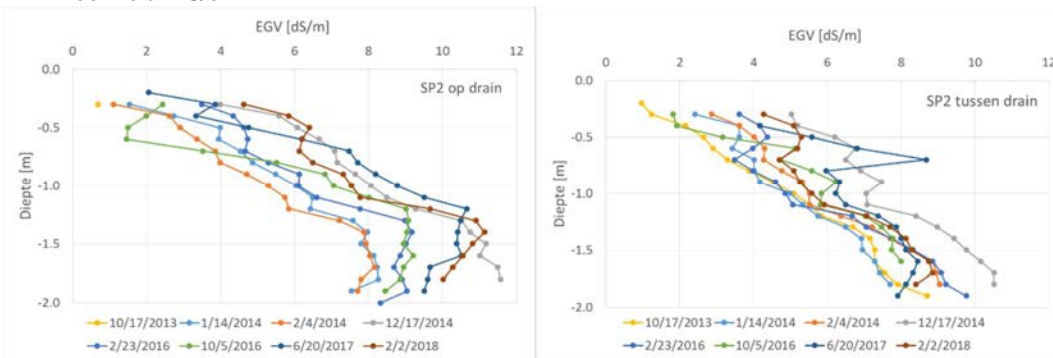 EGV [dS/m]
0 2 4 6 8 10 12
0.0
SP2 op drain
-0.5
Diepte [m]
-1.0
-1.5
-2.0
10/17/2013 1/14/2014 2/4/2014 12/17/2014
2/23/2016 10/5/2016 6/20/2017 2/2/2018
EGV [dS/m]
0 2 4 6 8 10 12
0.0
SP2 tussen drain
-0.5
Diepte [m]
-1.0
-1.5
-2.0
10/17/2013 1/14/2014 2/4/2014 12/17/2014
2/23/2016 10/5/2016 6/20/2017 2/2/2018